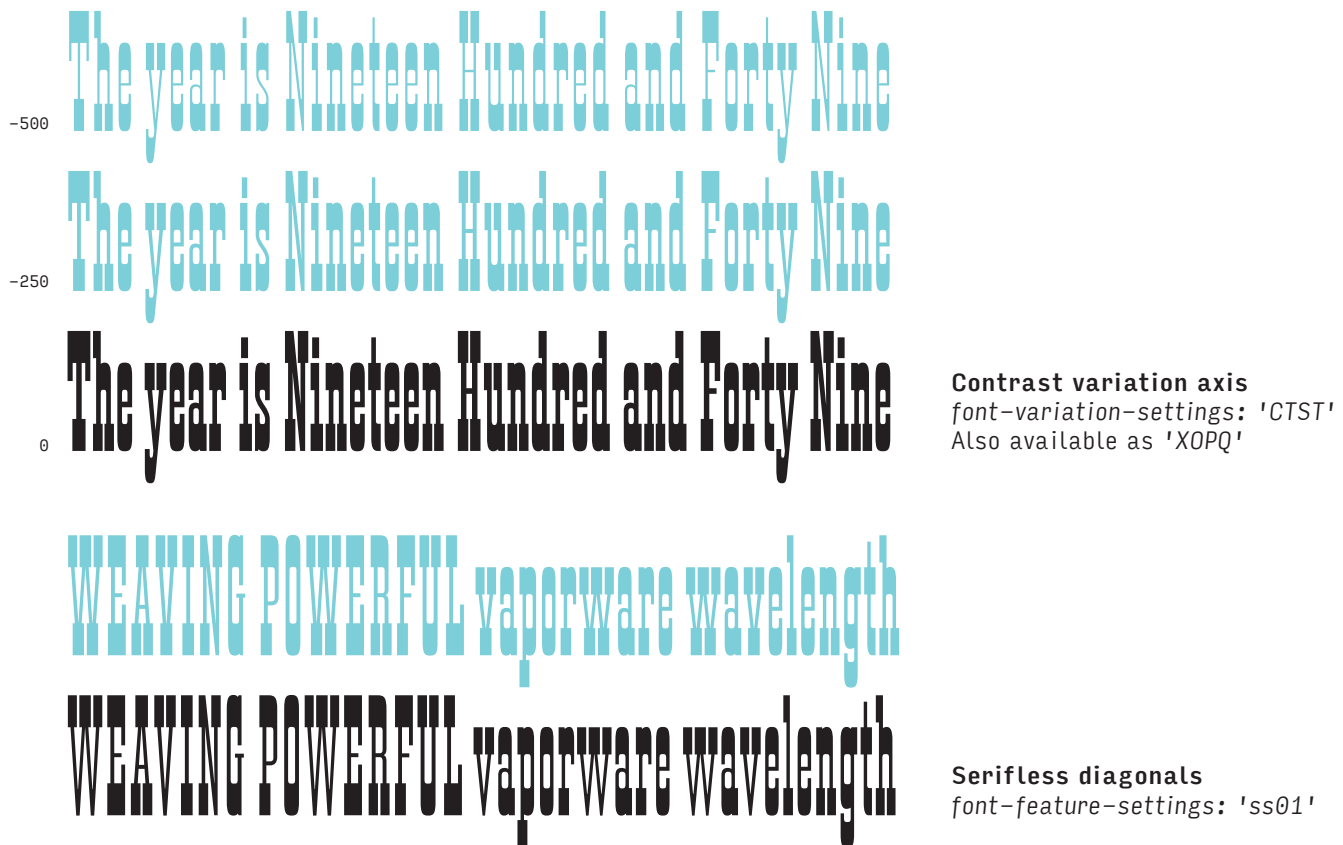 The year is Nineteen Hundred and Forty Nine
-500
The year is Nineteen Hundred and Forty Nine
-250
The year is Nineteen Hundred and Forty Nine
0
Contrast variation axis
font-variation-settings: 'CTST'
Also available as 'XOPQ'
WEAVING POWERFUL vaporware wavelength
WEAVING POWERFUL vaporware wavelength
Serifless diagonals
font-feature-settings: 'ss01'